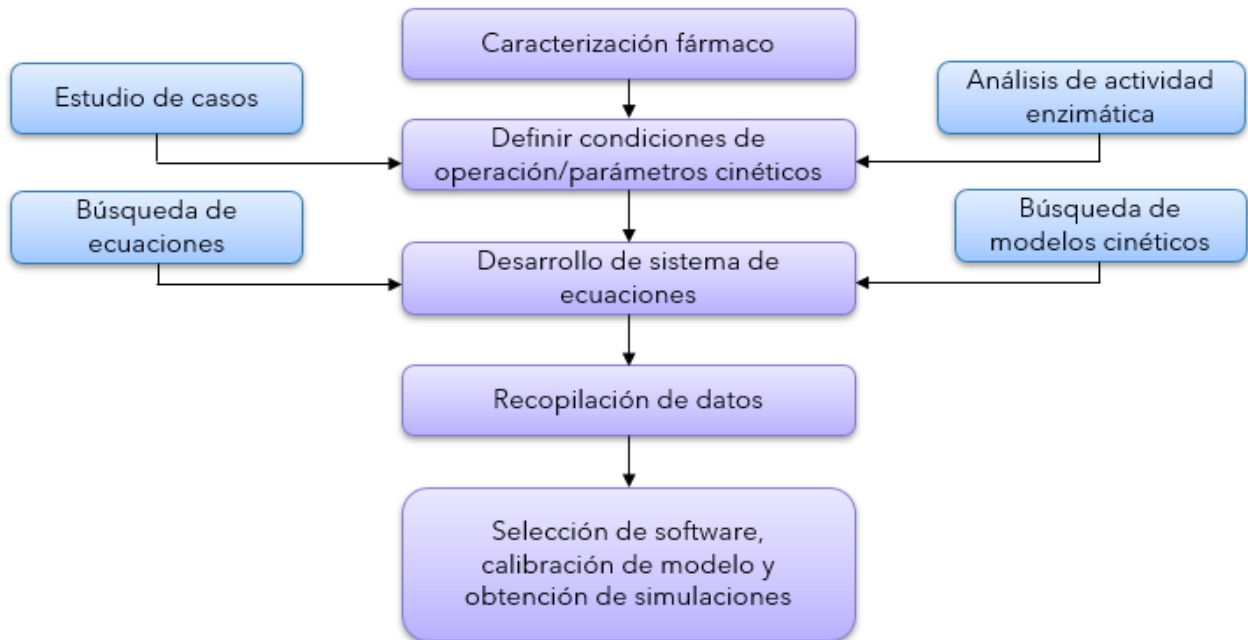 Caracterización fármaco
Estudio de casos
Análisis de actividad
enzimática
Definir condiciones de
operación/parámetros cinéticos
Búsqueda de
ecuaciones
Búsqueda de
modelos cinéticos
Desarrollo de sistema de
ecuaciones
Recopilación de datos
Selección de software,
calibración de modelo y
obtención de simulaciones